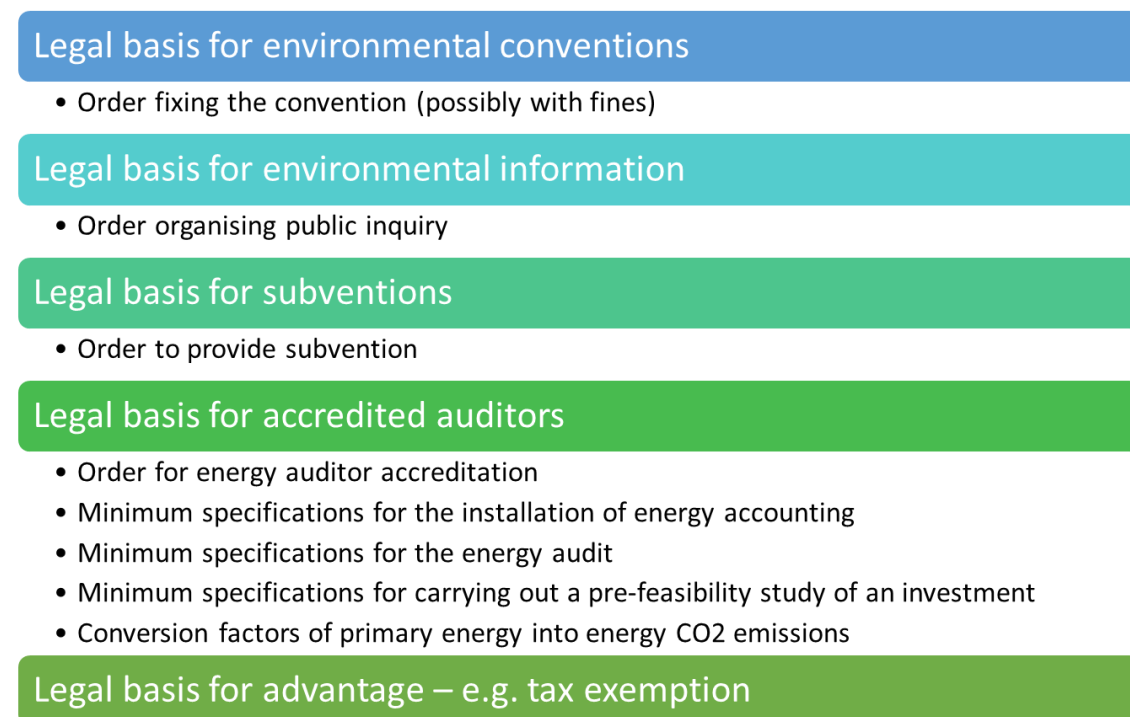 Legal basis for environmental conventions
• Order fixing the convention (possibly with fines)
Legal basis for environmental information
• Order organising public inquiry
Legal basis for subventions
• Order to provide subvention
Legal basis for accredited auditors
• Order for energy auditor accreditation
• Minimum specifications for the installation of energy accounting
• Minimum specifications for the energy audit
• Minimum specifications for carrying out a pre-feasibility study of an investment
• Conversion factors of primary energy into energy CO2 emissions
Legal basis for advantage – e.g. tax exemption